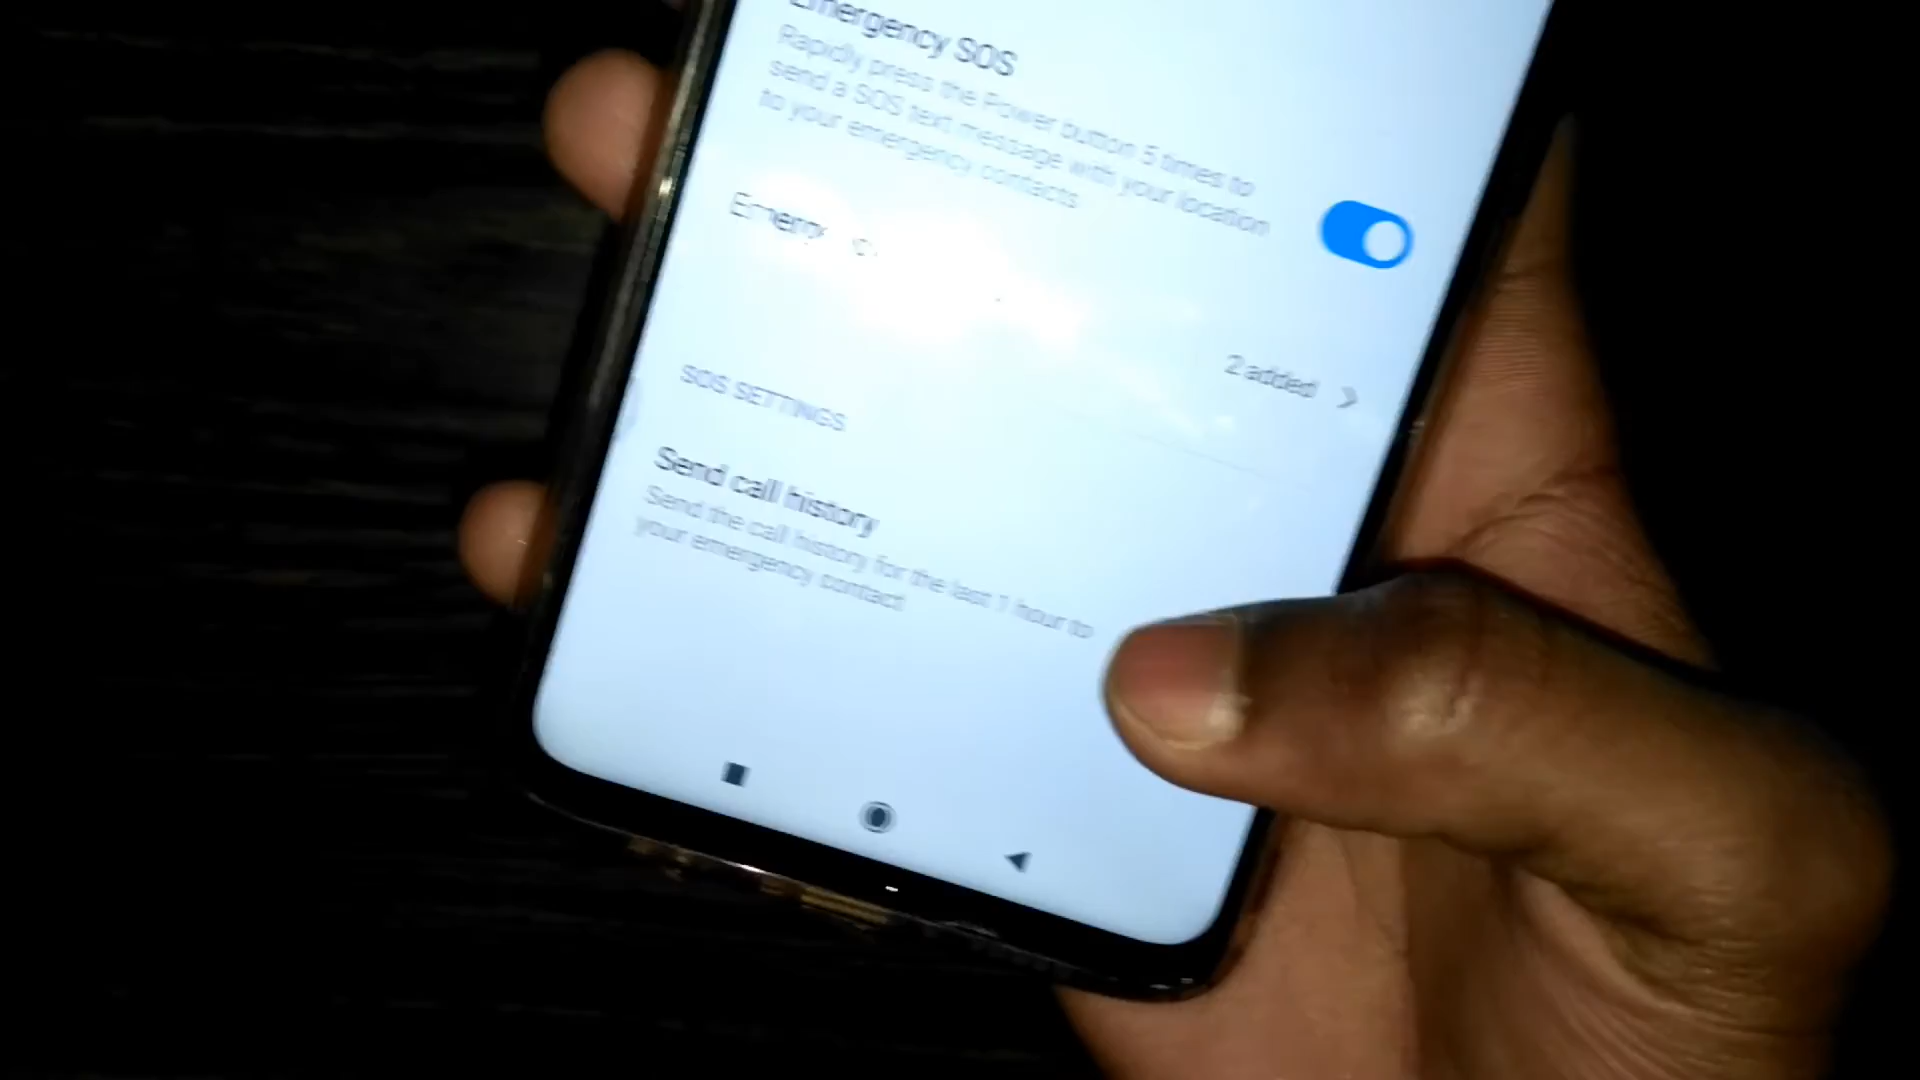 Emergency SOS
Rapidly press the Power button 5 times to
send a SOS text message with your location
to your emergency contacts
2 added
SOS SETTINGS
Send call history
Send the call history for the last 1 hour to
your emergency contact